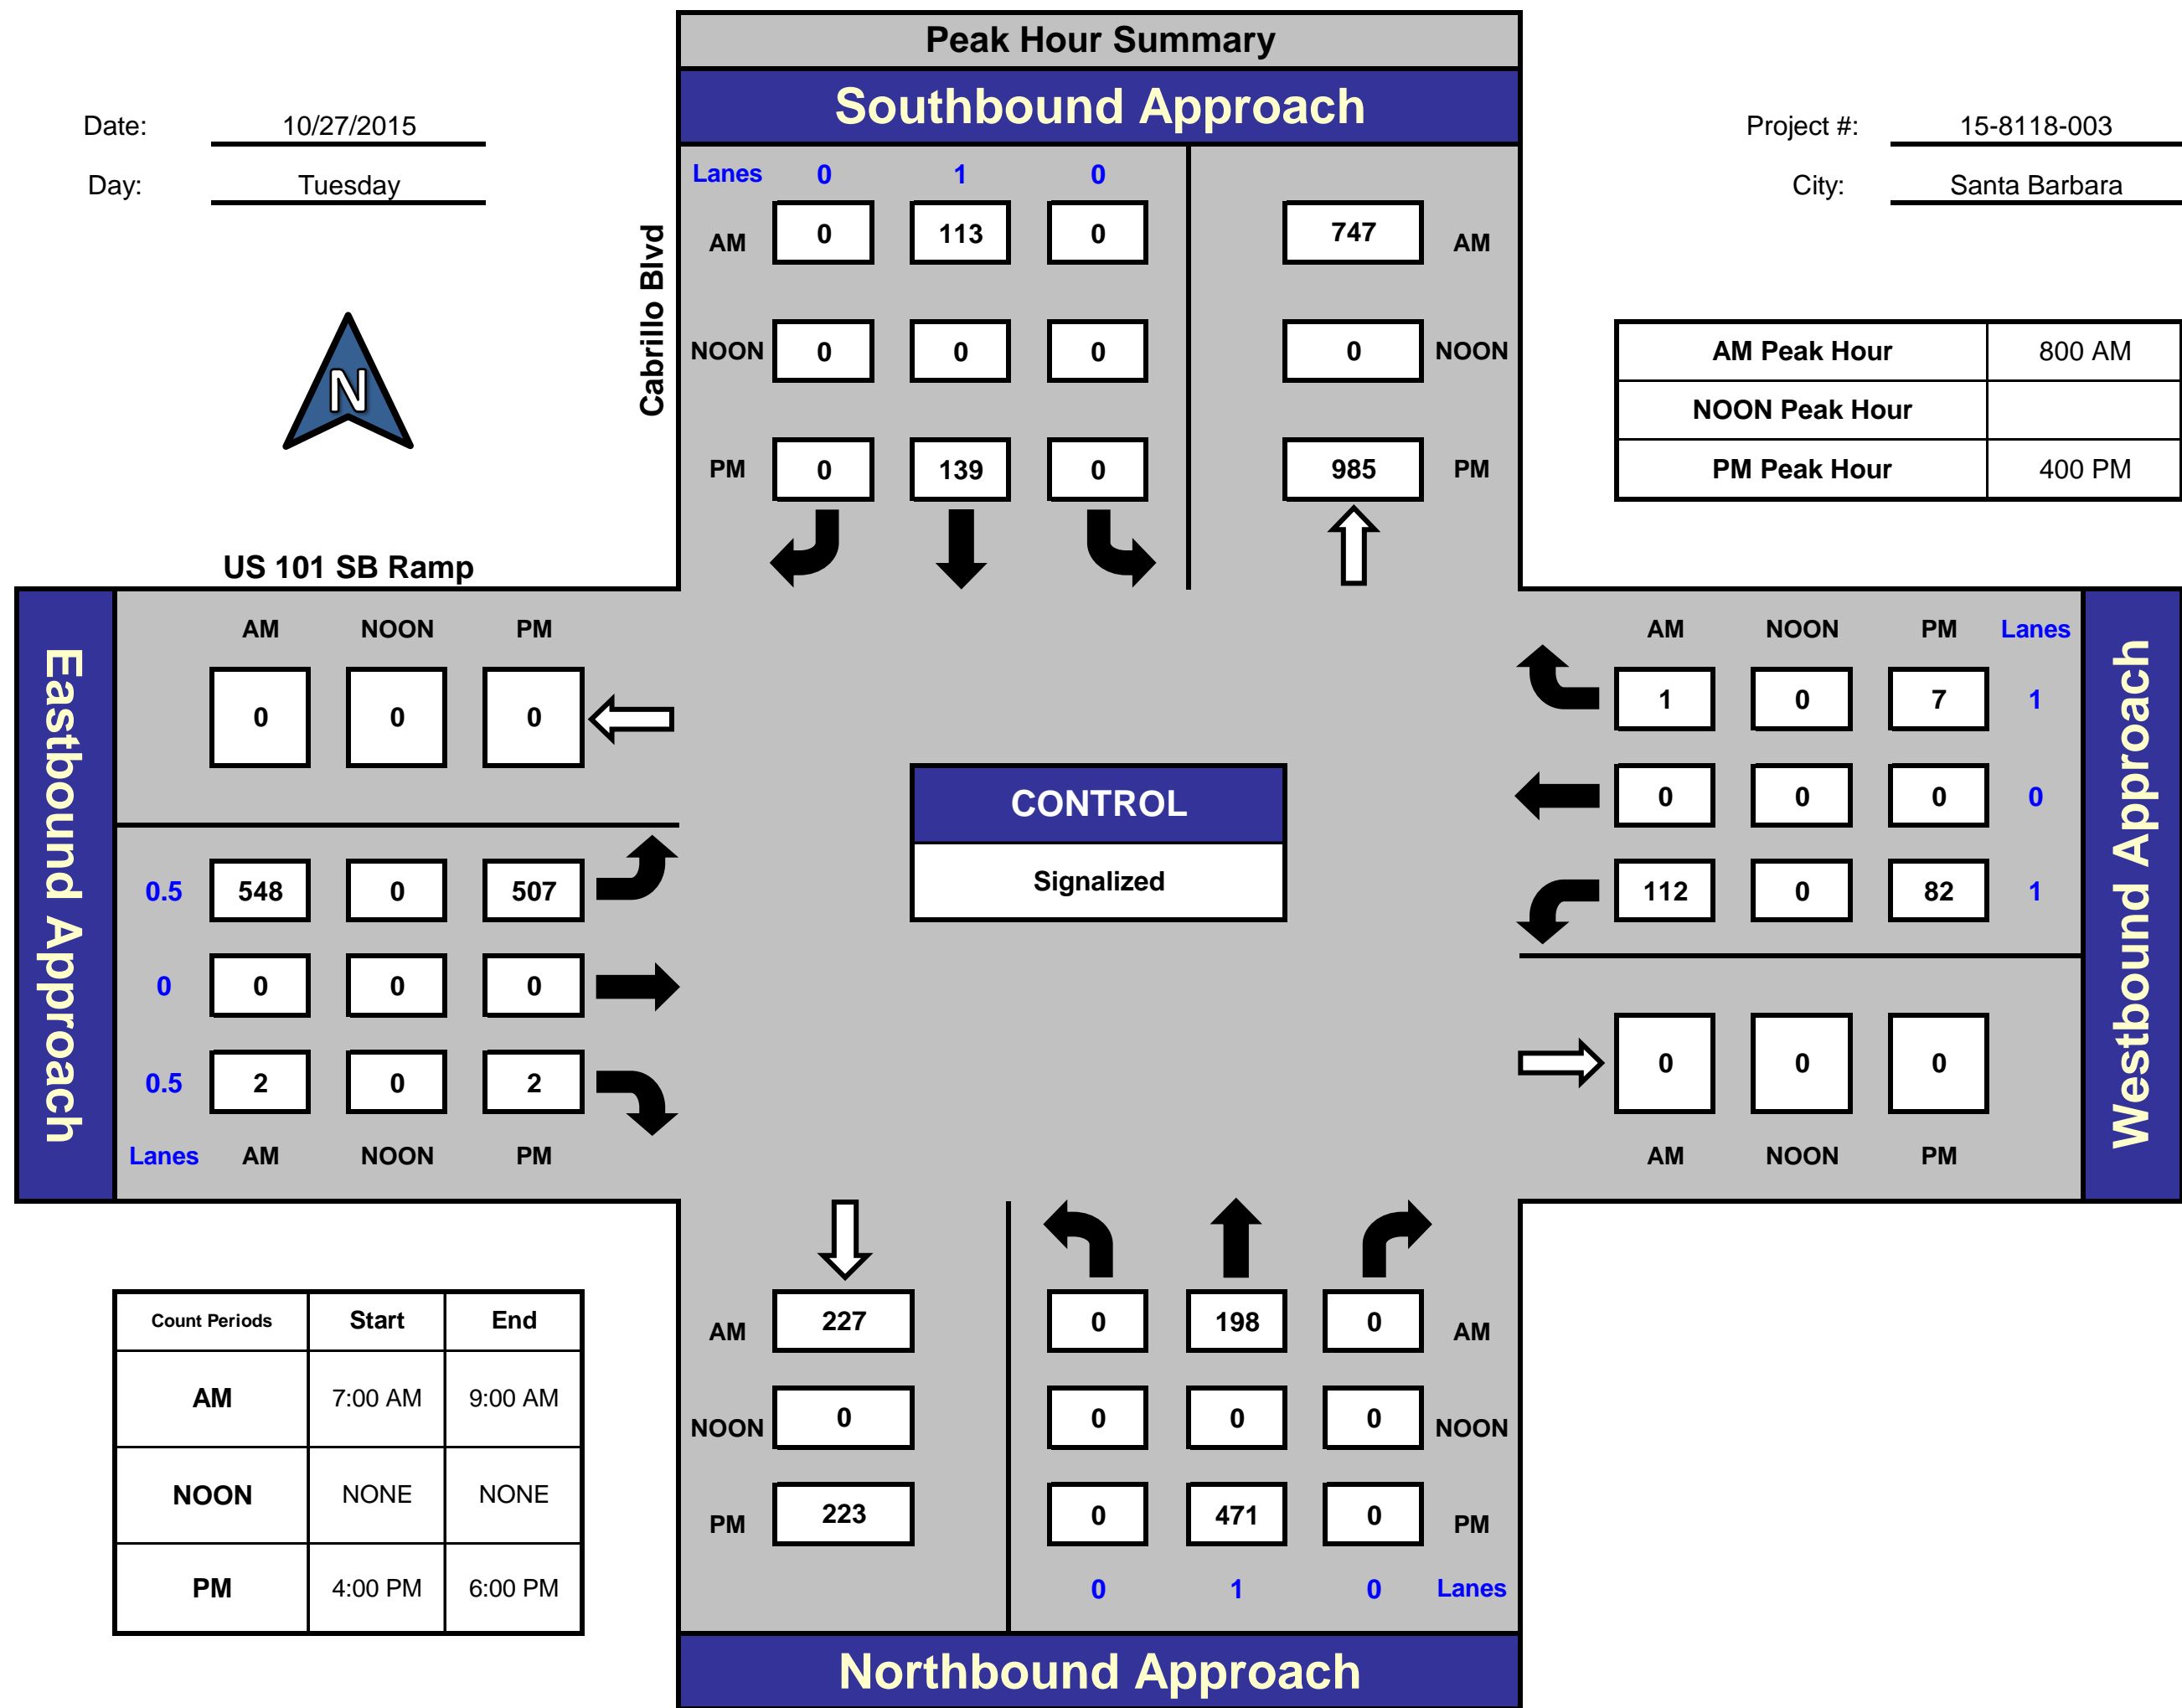 Peak Hour Summary
Southbound Approach
Date: 10/27/2015
Day: Tuesday
Project #: 15-8118-003
City: Santa Barbara
N
Cabrillo Blvd
Lanes 0 1 0
AM 0 113 0 747 AM
NOON 0 0 0 0 NOON
PM 0 139 0 985 PM
AM Peak Hour 800 AM
NOON Peak Hour
PM Peak Hour 400 PM
US 101 SB Ramp
Eastbound Approach
AM NOON PM
0 0 0
0.5 548 0 507
0 0 0 0
0.5 2 0 2
Lanes AM NOON PM
CONTROL
Signalized
AM NOON PM Lanes
1 0 7 1
0 0 0 0
112 0 82 1
0 0 0
AM NOON PM
Westbound Approach
Count Periods Start End
AM 7:00 AM 9:00 AM
NOON NONE NONE
PM 4:00 PM 6:00 PM
AM 227 0 198 0 AM
NOON 0 0 0 0 NOON
PM 223 0 471 0 PM
0 1 0 Lanes
Northbound Approach